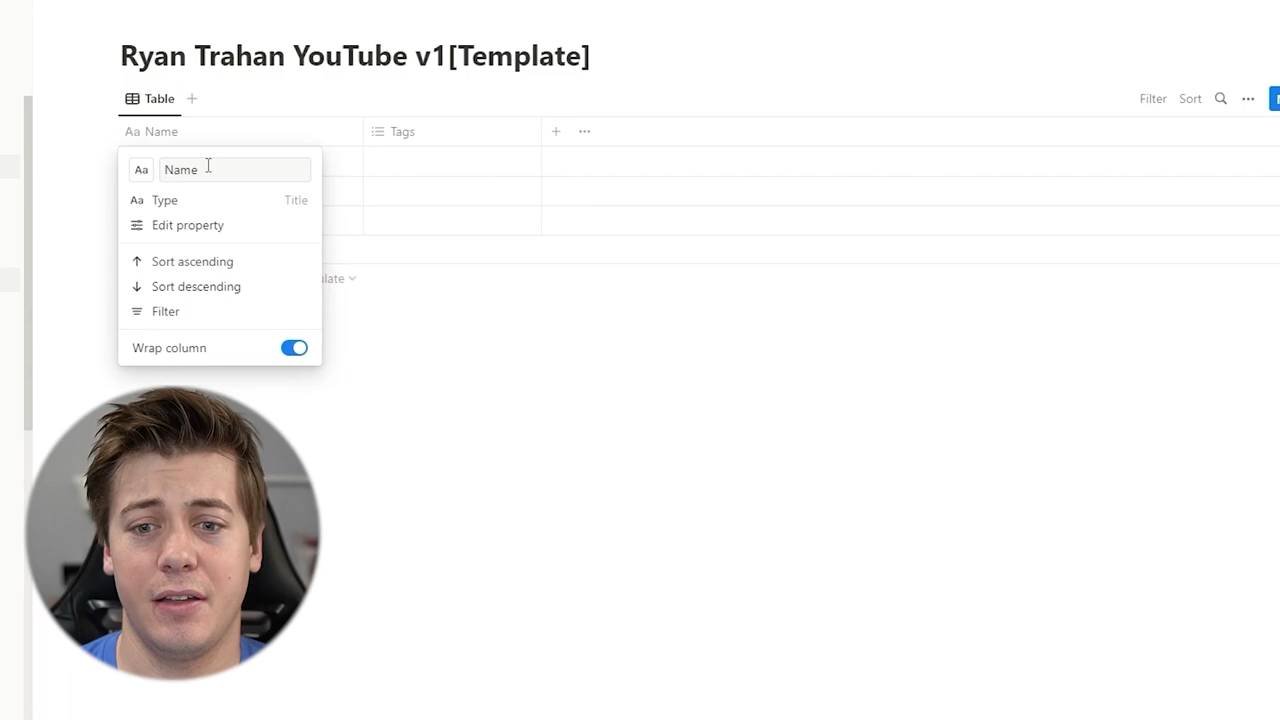 Ryan Trahan YouTube v1[Template]
Table
Filter Sort
Aa Name Tags
Aa Name
Aa Type Title
Edit property
Sort ascending
Sort descending
Filter
Wrap column